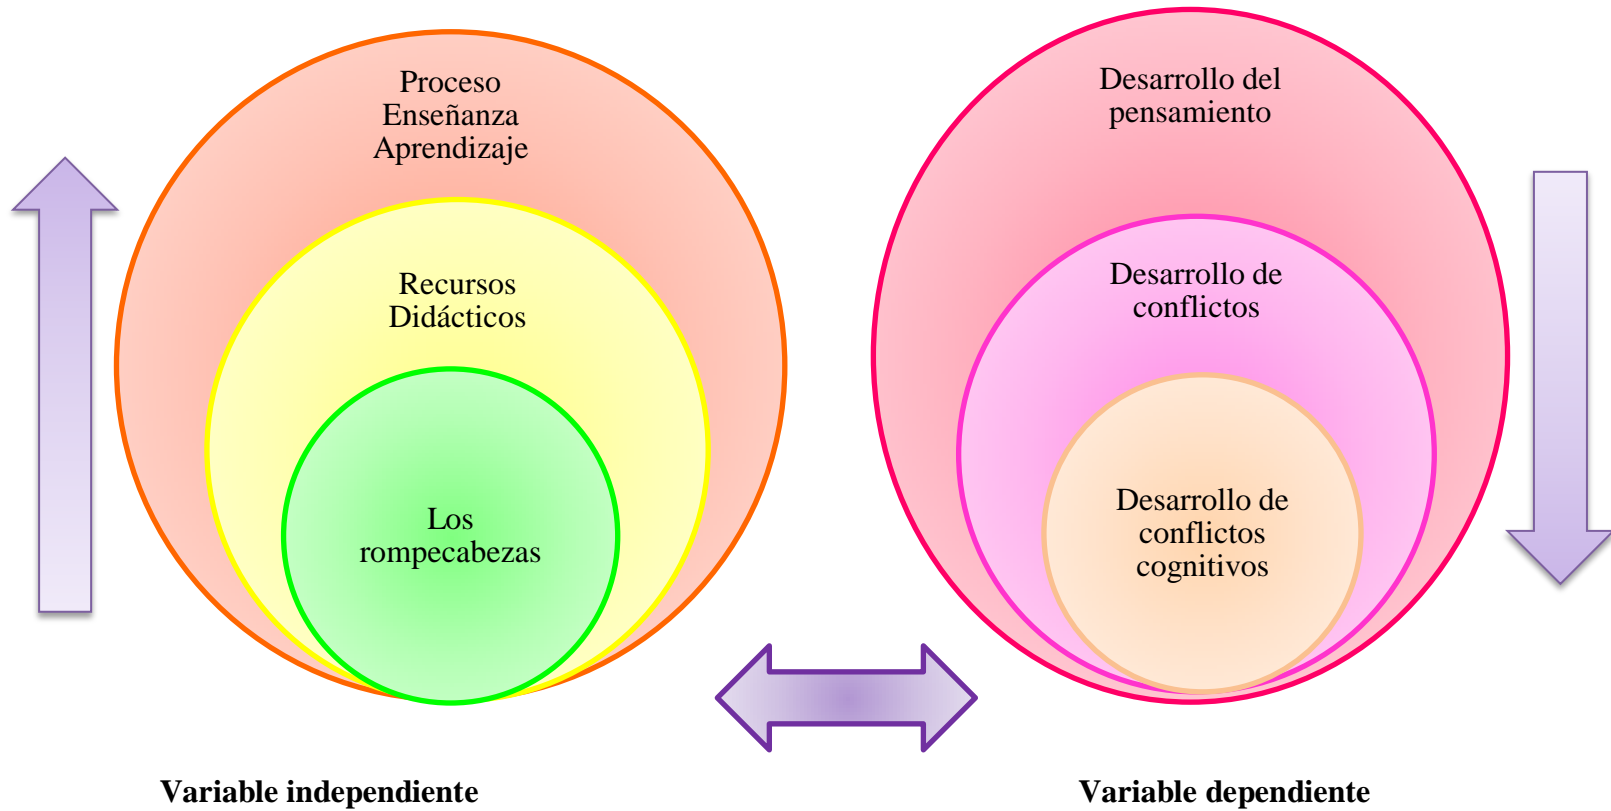 Proceso
Enseñanza
Aprendizaje
Recursos
Didácticos
Los
rompecabezas
Desarrollo del
pensamiento
Desarrollo de
conflictos
Desarrollo de
conflictos
cognitivos
Variable independiente
Variable dependiente